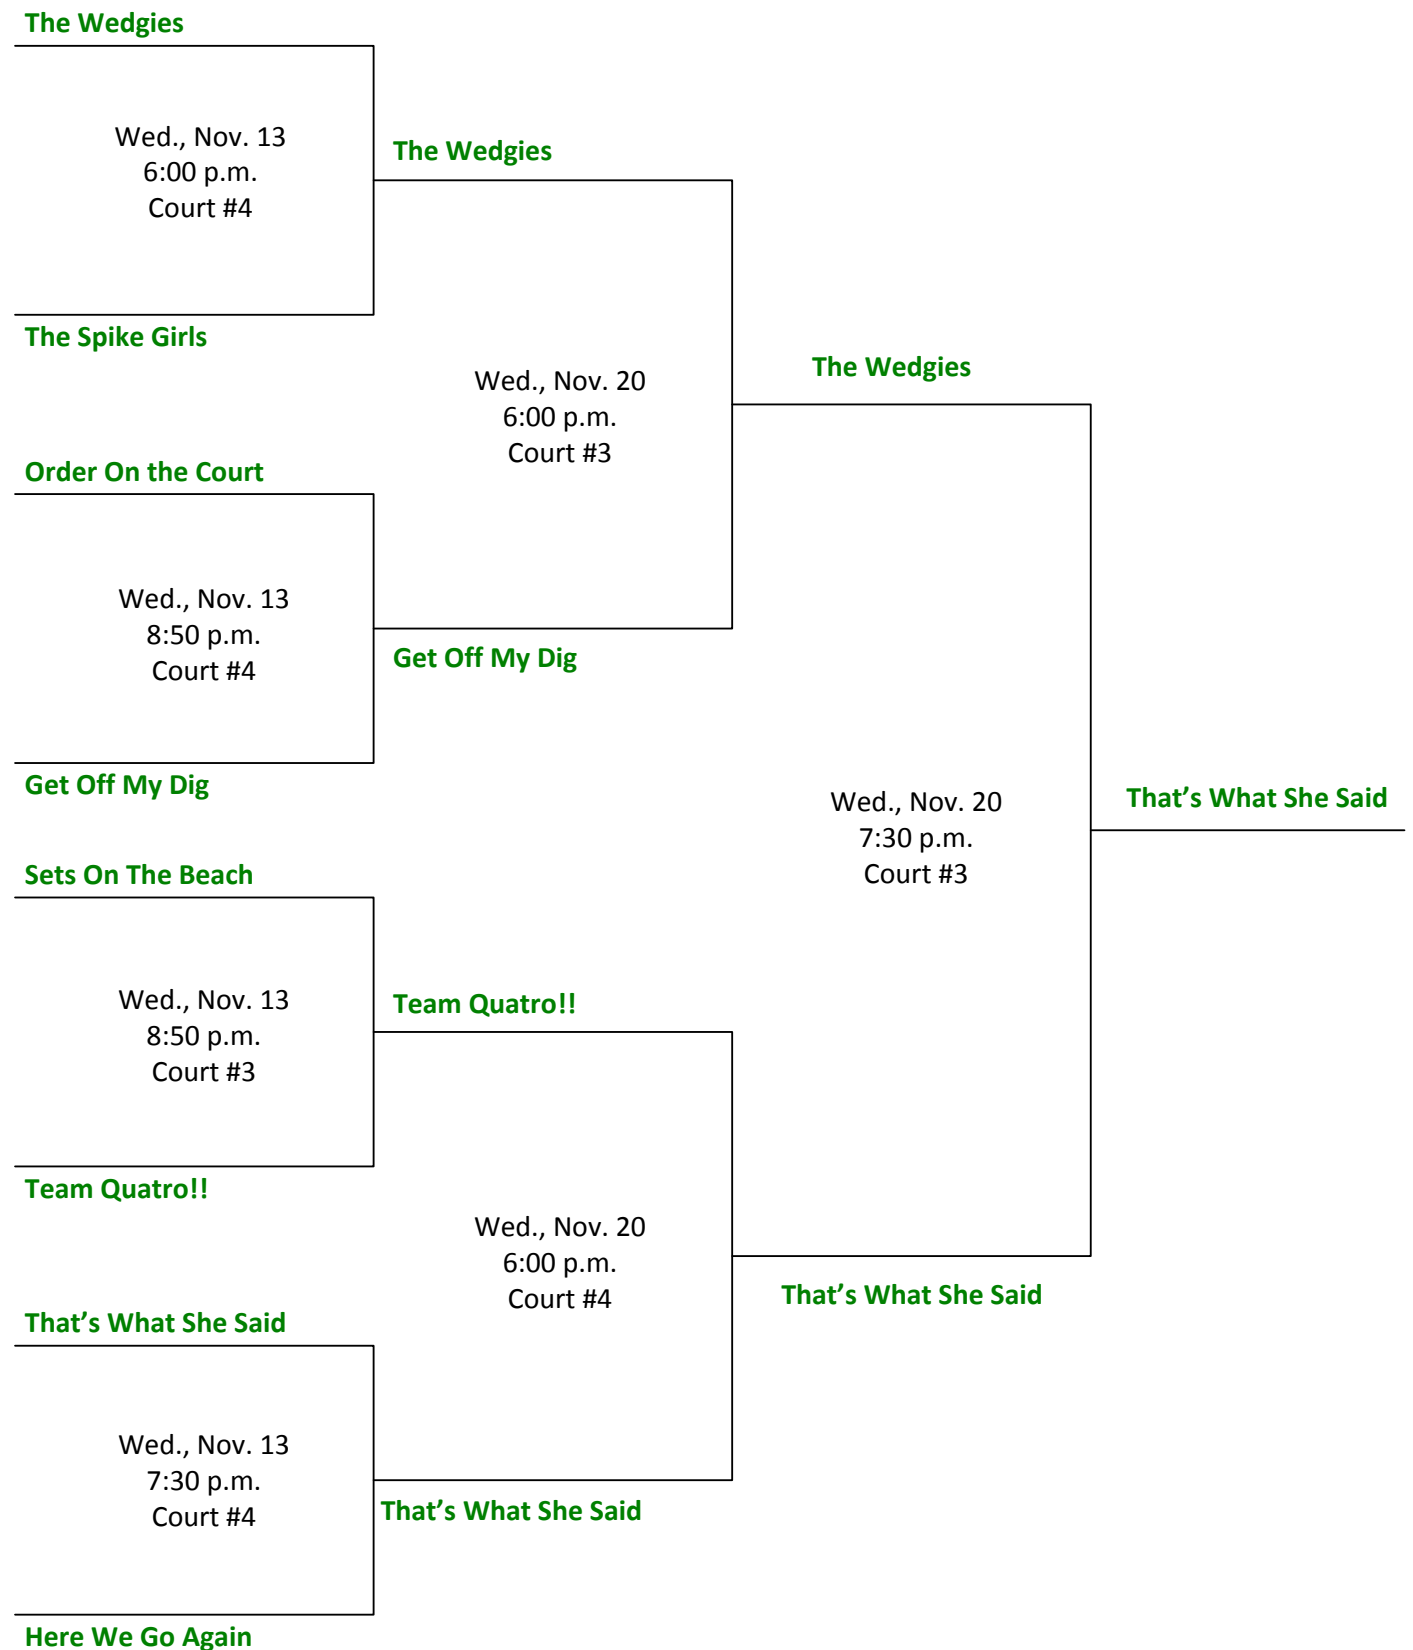 The Wedgies
Wed., Nov. 13
6:00 p.m.
Court #4
The Spike Girls
Order On the Court
Wed., Nov. 13
8:50 p.m.
Court #4
Get Off My Dig
Sets On The Beach
Wed., Nov. 13
8:50 p.m.
Court #3
Team Quatro!!
That’s What She Said
Wed., Nov. 13
7:30 p.m.
Court #4
Here We Go Again
The Wedgies
Wed., Nov. 20
6:00 p.m.
Court #3
Get Off My Dig
Team Quatro!!
Wed., Nov. 20
6:00 p.m.
Court #4
That’s What She Said
The Wedgies
Wed., Nov. 20
7:30 p.m.
Court #3
That’s What She Said
That’s What She Said